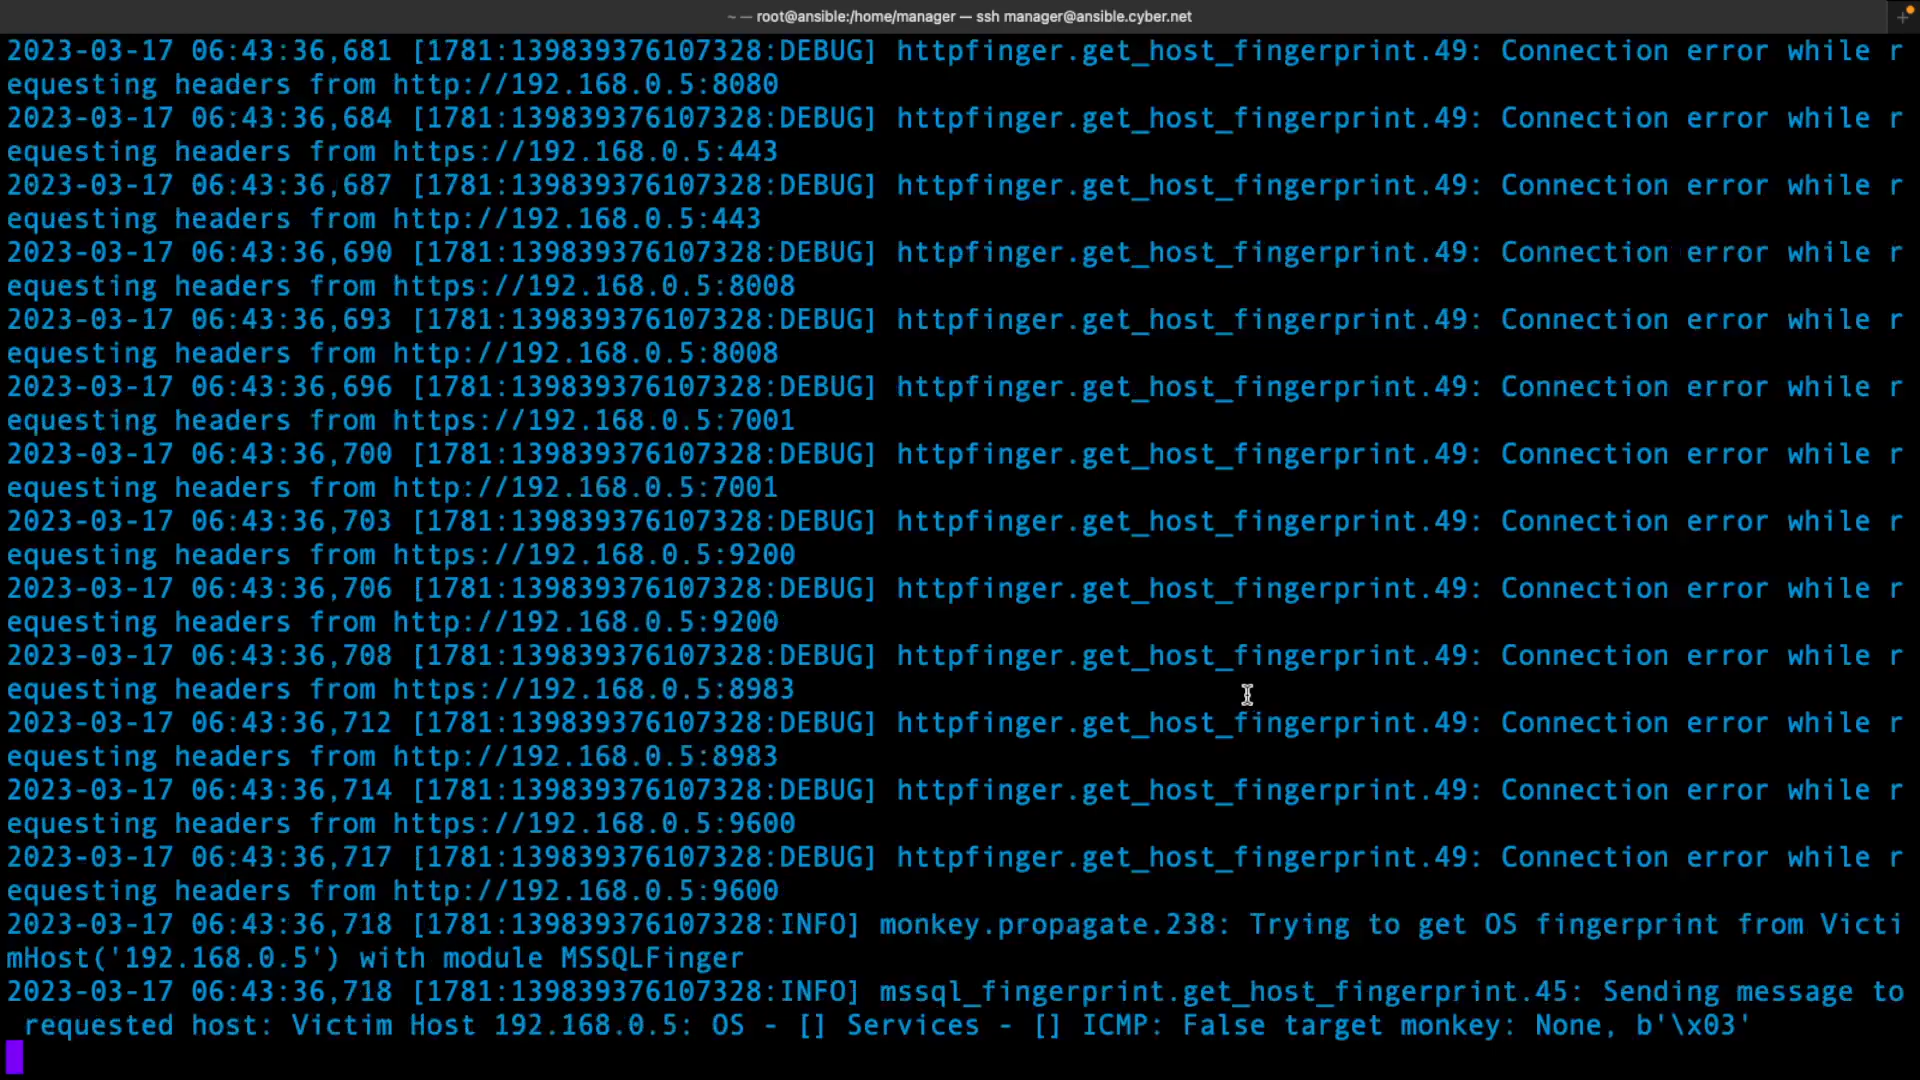 ~ — root@ansible:/home/manager — ssh manager@ansible.cyber.net
2023-03-17 06:43:36,681 [1781:139839376107328:DEBUG] httpfinger.get_host_fingerprint.49: Connection error while r
equesting headers from http://192.168.0.5:8080
2023-03-17 06:43:36,684 [1781:139839376107328:DEBUG] httpfinger.get_host_fingerprint.49: Connection error while r
equesting headers from https://192.168.0.5:443
2023-03-17 06:43:36,687 [1781:139839376107328:DEBUG] httpfinger.get_host_fingerprint.49: Connection error while r
equesting headers from http://192.168.0.5:443
2023-03-17 06:43:36,690 [1781:139839376107328:DEBUG] httpfinger.get_host_fingerprint.49: Connection error while r
equesting headers from https://192.168.0.5:8008
2023-03-17 06:43:36,693 [1781:139839376107328:DEBUG] httpfinger.get_host_fingerprint.49: Connection error while r
equesting headers from http://192.168.0.5:8008
2023-03-17 06:43:36,696 [1781:139839376107328:DEBUG] httpfinger.get_host_fingerprint.49: Connection error while r
equesting headers from https://192.168.0.5:7001
2023-03-17 06:43:36,700 [1781:139839376107328:DEBUG] httpfinger.get_host_fingerprint.49: Connection error while r
equesting headers from http://192.168.0.5:7001
2023-03-17 06:43:36,703 [1781:139839376107328:DEBUG] httpfinger.get_host_fingerprint.49: Connection error while r
equesting headers from https://192.168.0.5:9200
2023-03-17 06:43:36,706 [1781:139839376107328:DEBUG] httpfinger.get_host_fingerprint.49: Connection error while r
equesting headers from http://192.168.0.5:9200
2023-03-17 06:43:36,708 [1781:139839376107328:DEBUG] httpfinger.get_host_fingerprint.49: Connection error while r
equesting headers from https://192.168.0.5:8983
2023-03-17 06:43:36,712 [1781:139839376107328:DEBUG] httpfinger.get_host_fingerprint.49: Connection error while r
equesting headers from http://192.168.0.5:8983
2023-03-17 06:43:36,714 [1781:139839376107328:DEBUG] httpfinger.get_host_fingerprint.49: Connection error while r
equesting headers from https://192.168.0.5:9600
2023-03-17 06:43:36,717 [1781:139839376107328:DEBUG] httpfinger.get_host_fingerprint.49: Connection error while r
equesting headers from http://192.168.0.5:9600
2023-03-17 06:43:36,718 [1781:139839376107328:INFO] monkey.propagate.238: Trying to get OS fingerprint from Victi
mHost('192.168.0.5') with module MSSQLFinger
2023-03-17 06:43:36,718 [1781:139839376107328:INFO] mssql_fingerprint.get_host_fingerprint.45: Sending message to
 requested host: Victim Host 192.168.0.5: OS - [] Services - [] ICMP: False target monkey: None, b'\x03'